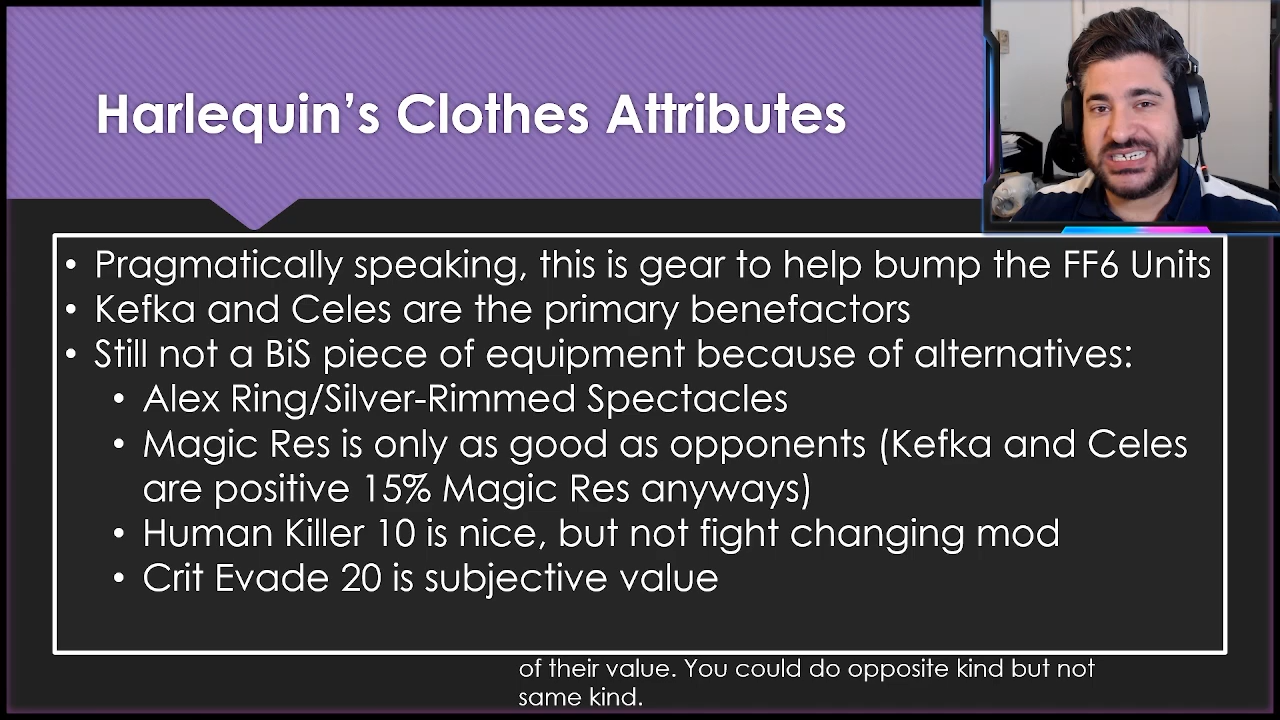 Harlequin's Clothes Attributes
• Pragmatically speaking, this is gear to help bump the FF6 Units
• Kefka and Celes are the primary benefactors
• Still not a BiS piece of equipment because of alternatives:
• Alex Ring/Silver-Rimmed Spectacles
• Magic Res is only as good as opponents (Kefka and Celes
are positive 15% Magic Res anyways)
• Human Killer 10 is nice, but not fight changing mod
• Crit Evade 20 is subjective value
of their value. You could do opposite kind but not
same kind.